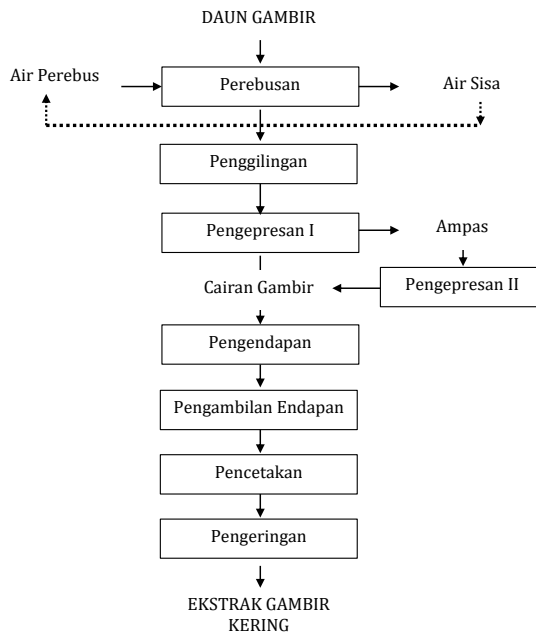 DAUN GAMBIR
Air Perebus
Perebusan
Air Sisa
Penggilingan
Pengepresan I
Ampas
Cairan Gambir
Pengepresan II
Pengendapan
Pengambilan Endapan
Pencetakan
Pengeringan
EKSTRAK GAMBIR
KERING